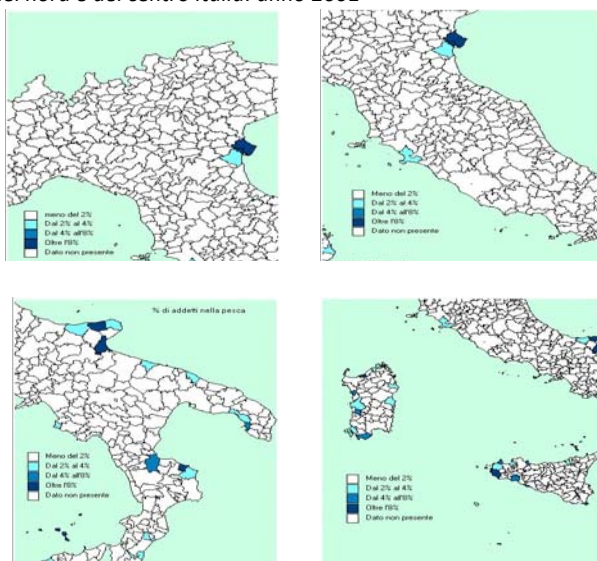 nord e del centro Italia: anno 2001
meno del 2%
Dal 2% al 4%
Dal 4% all'8%
Oltre l'8%
Dato non presente
Meno del 2%
Dal 2% al 4%
Dal 4% all'8%
Oltre l'8%
Dato non presente
% di addetti nella pesca
Meno del 2%
Dal 2% al 4%
Dal 4% all'8%
Oltre l'8%
Dato non presente
Meno del 2%
Dal 2% al 4%
Dal 4% all'8%
Oltre l'8%
Dato non presente